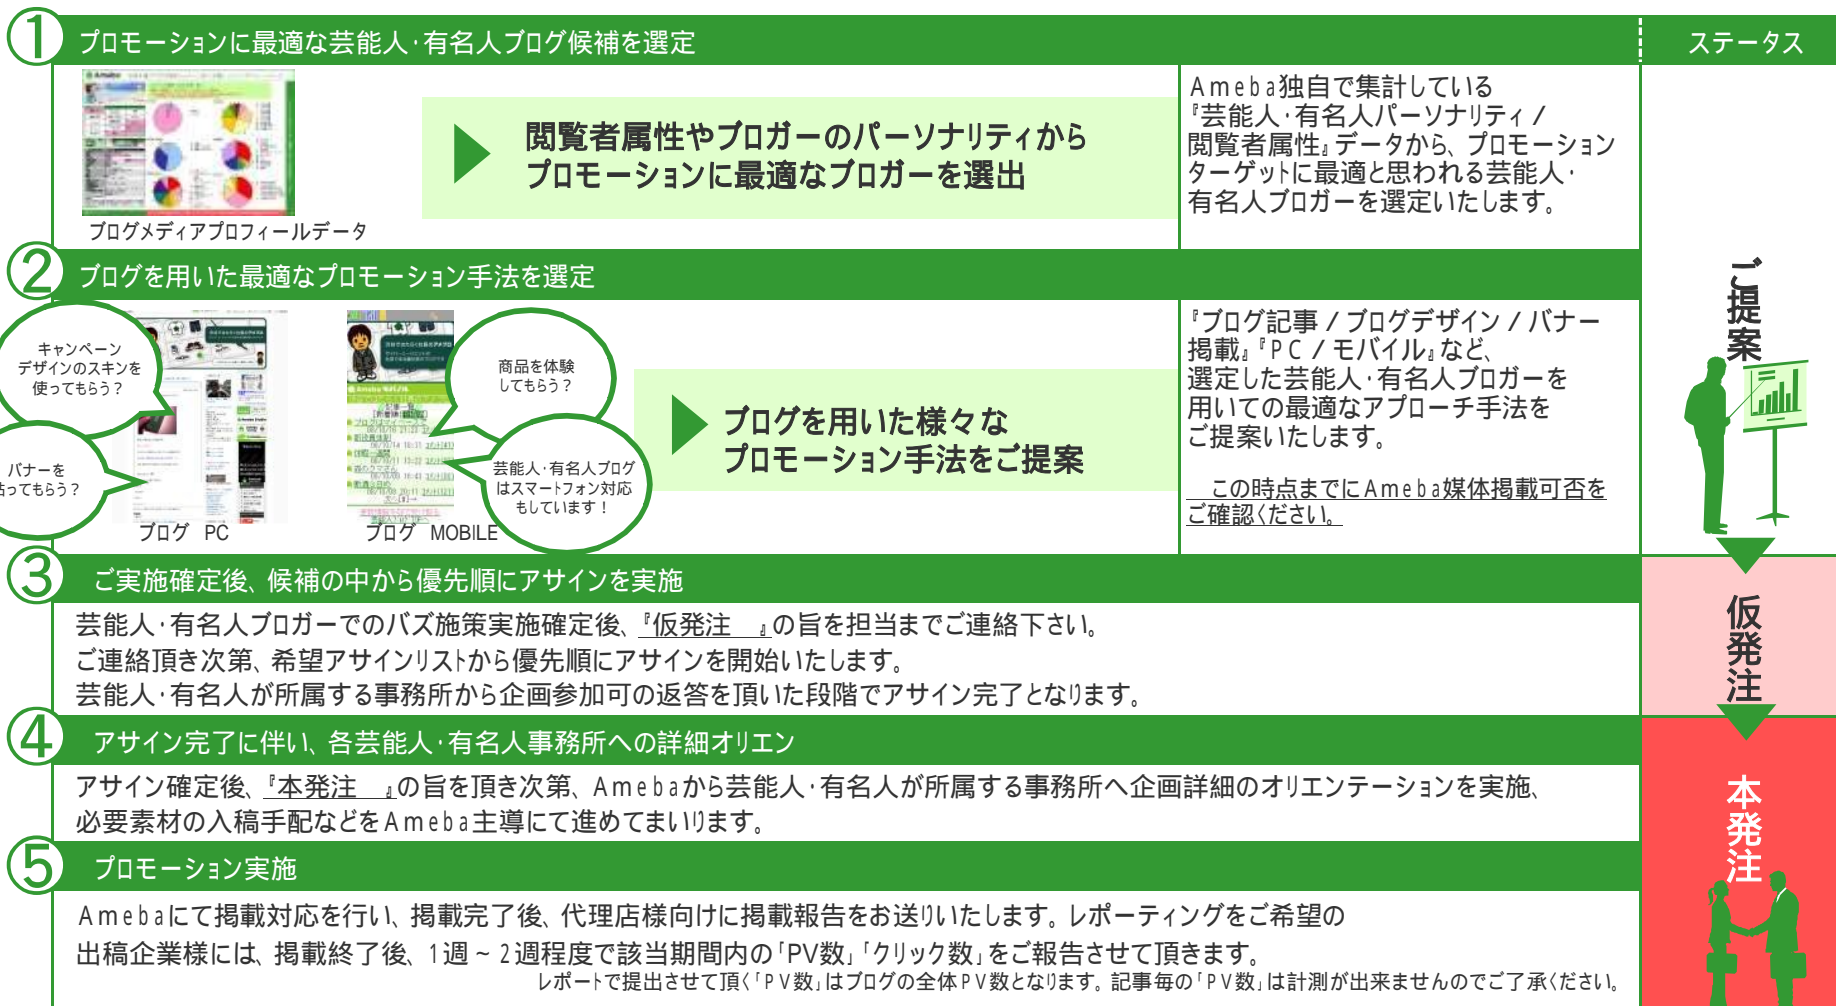 ① プロモーションに最適な芸能人・有名人ブログ候補を選定
ステータス
閲覧者属性やブロガーのパーソナリティから
プロモーションに最適なブロガーを選出
ブログメディアプロフィールデータ
Ameba独自で集計している
『芸能人・有名人パーソナリティ/
閲覧者属性』データから、プロモーション
ターゲットに最適と思われる芸能人・
有名人ブロガーを選定いたします。
② ブログを用いた最適なプロモーション手法を選定
キャンペーン
デザインのスキンを
使ってもらう?
バナーを
貼ってもらう?
商品を体験
してもらう?
芸能人・有名人ブログ
はスマートフォン対応
もしています!
ブログ PC
ブログ MOBILE
ブログを用いた様々な
プロモーション手法をご提案
『ブログ記事/ブログデザイン/バナー
掲載』『PC/モバイル』など、
選定した芸能人・有名人ブロガーを
用いての最適なアプローチ手法を
ご提案いたします。
この時点までにAmeba媒体掲載可否を
ご確認ください。
ご提案
③ ご実施確定後、候補の中から優先順にアサインを実施
芸能人・有名人ブロガーでのバズ施策実施確定後、『仮発注 』の旨を担当までご連絡下さい。
ご連絡頂き次第、希望アサインリストから優先順にアサインを開始いたします。
芸能人・有名人が所属する事務所から企画参加可の返答を頂いた段階でアサイン完了となります。
仮発注
④ アサイン完了に伴い、各芸能人・有名人事務所への詳細オリエン
アサイン確定後、『本発注 』の旨を頂き次第、Amebaから芸能人・有名人が所属する事務所へ企画詳細のオリエンテーションを実施、
必要素材の入稿手配などをAmeba主導にて進めてまいります。
本発注
⑤ プロモーション実施
Amebaにて掲載対応を行い、掲載完了後、代理店様向けに掲載報告をお送りいたします。レポーティングをご希望の
出稿企業様には、掲載終了後、1週~2週程度で該当期間内の「PV数」「クリック数」をご報告させて頂きます。
レポートで提出させて頂く「PV数」はブログの全体PV数となります。記事毎の「PV数」は計測が出来ませんのでご了承ください。